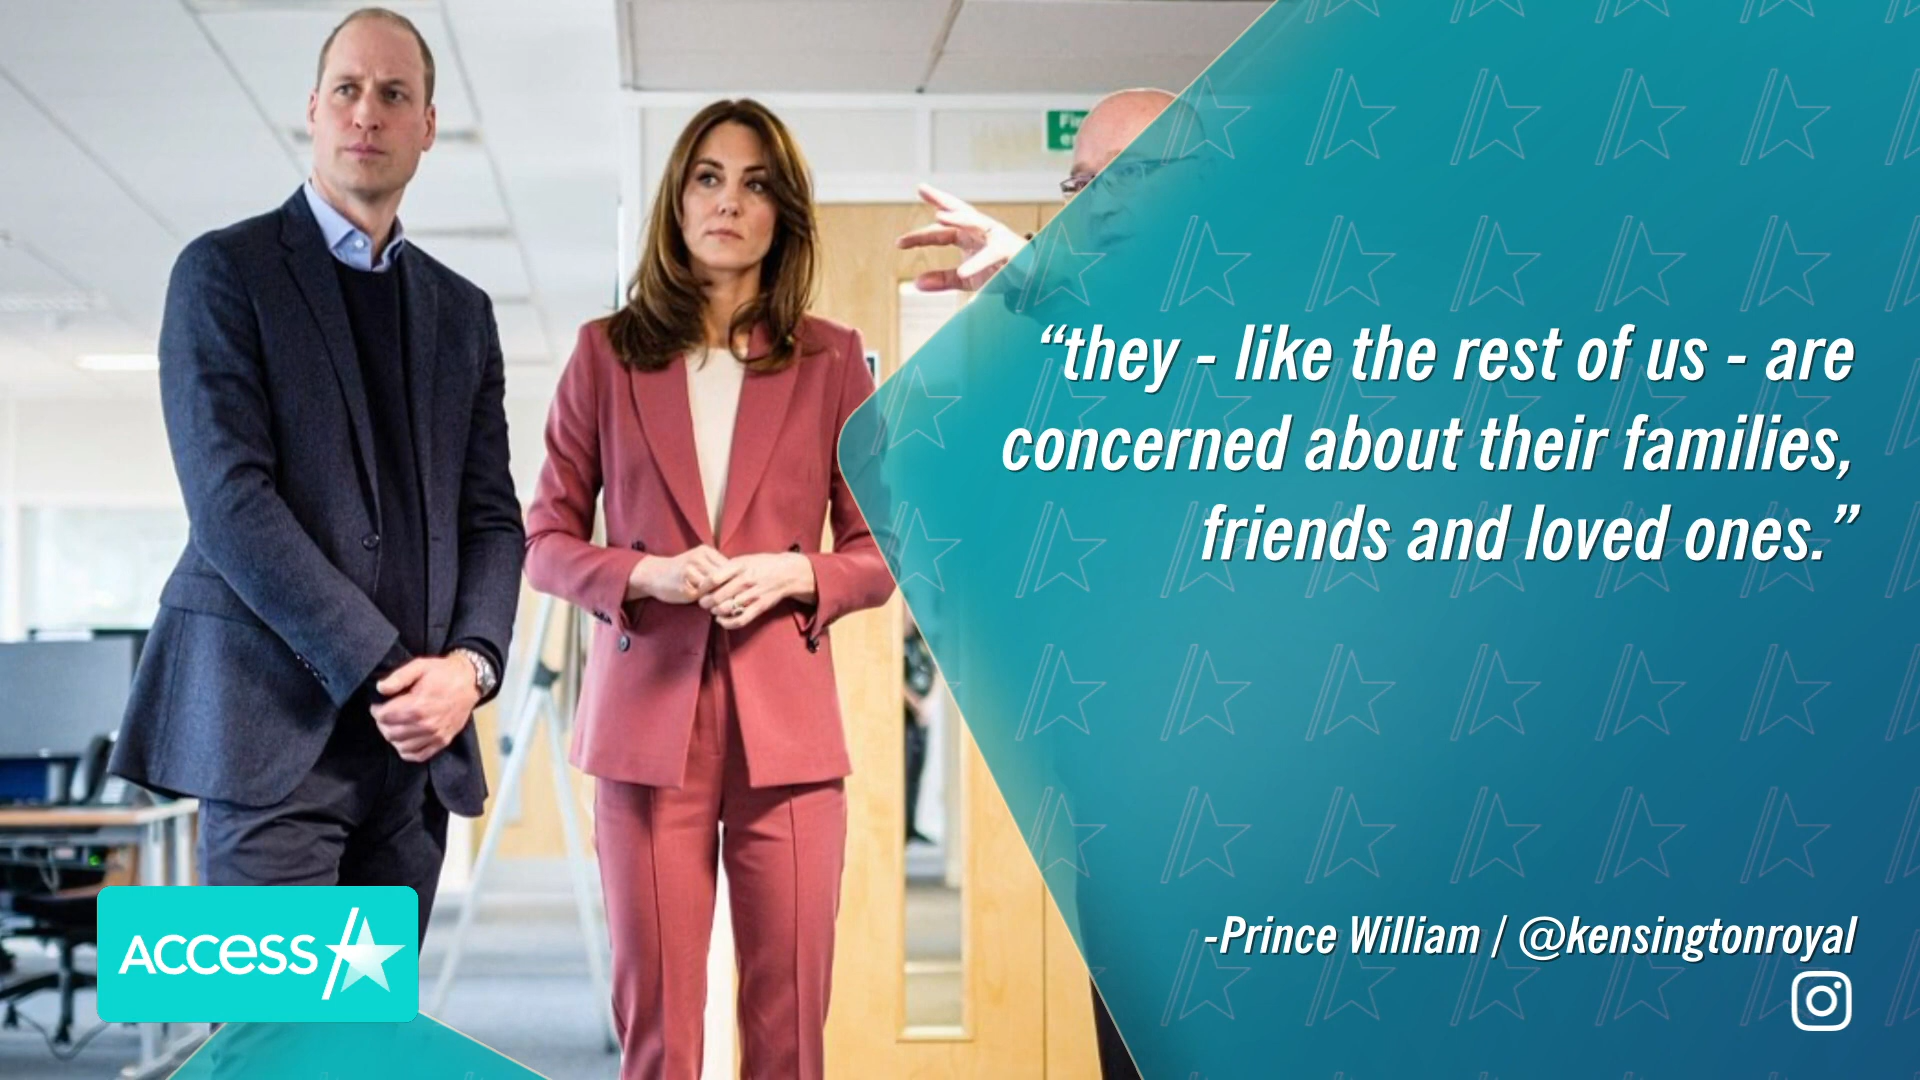 “they - like the rest of us - are
concerned about their families,
friends and loved ones.”
-Prince William / @kensingtonroyal
ACCESS